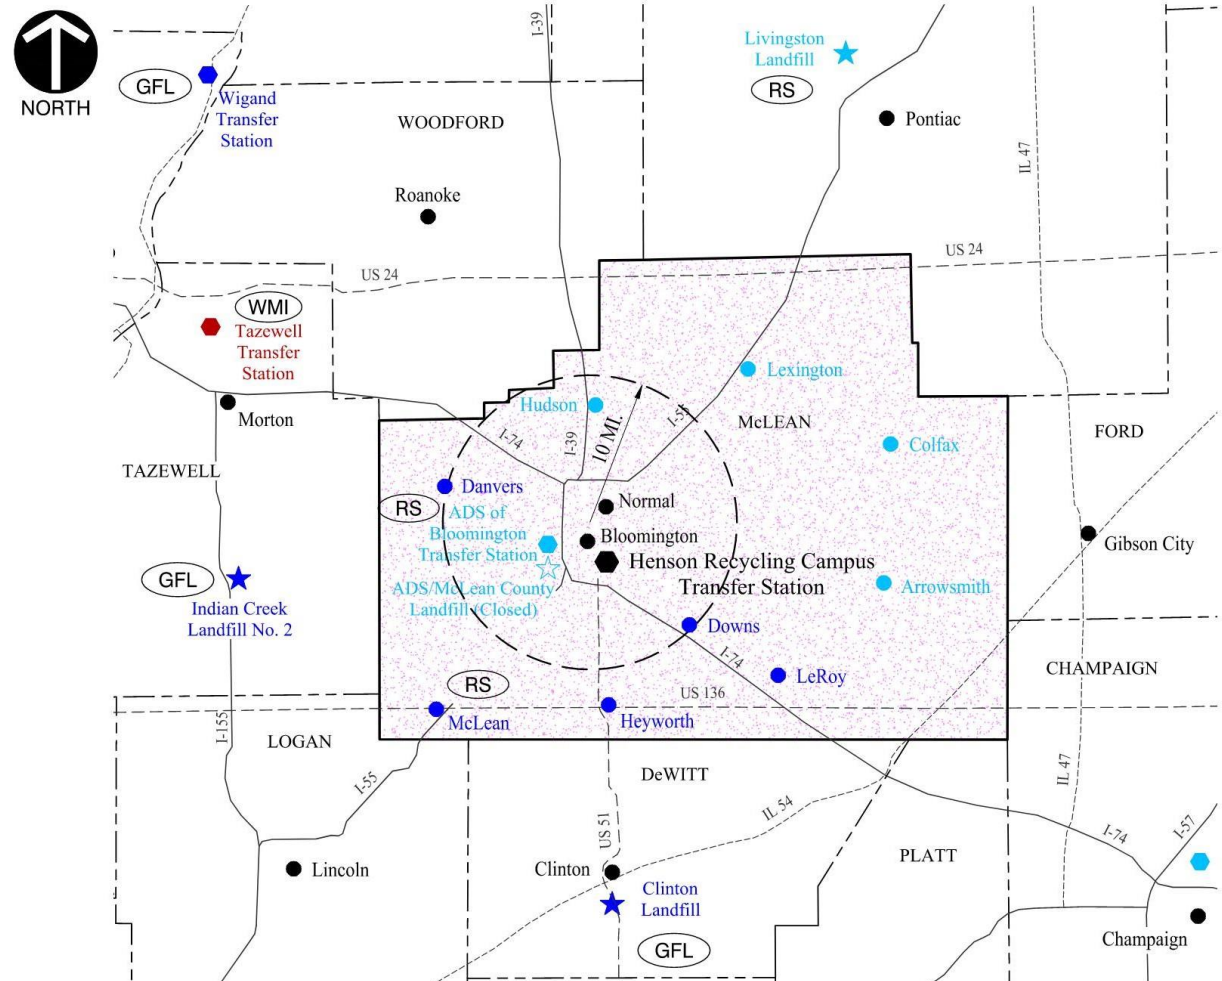 NORTH
GFL
Wigand
Transfer
Station
I-39
Livingston
Landfill
RS
Pontiac
WOODFORD
IL 47
Roanoke
US 24
US 24
WMI
Tazewell
Transfer
Station
Morton
Lexington
Hudson
10 MI.
I-55
I-39
I-74
McLEAN
Colfax
FORD
TAZEWELL
Danvers
RS
Normal
ADS of
Bloomington
Transfer Station
Bloomington
Gibson City
Henson Recycling Campus
Transfer Station
GFL
ADS/McLean County
Landfill (Closed)
Arrowsmith
Indian Creek
Landfill No. 2
Downs
I-74
CHAMPAIGN
LeRoy
RS
US 136
McLean
Heyworth
I-155
LOGAN
DeWITT
I-55
IL 47
IL 54
US 51
I-74
I-57
PLATT
Lincoln
Clinton
Clinton
Landfill
GFL
Champaign